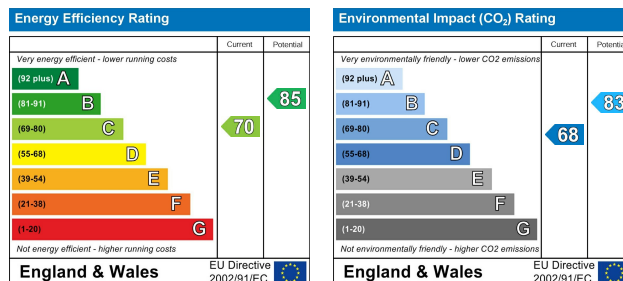 Energy Efficiency Rating
Current Potential
Very energy efficient - lower running costs
(92 plus) A
(81-91) B
(69-80) C
(55-68) D
(39-54) E
(21-38) F
(1-20) G
70
85
Not energy efficient - higher running costs
England & Wales
EU Directive
2002/91/EC
Environmental Impact (CO2) Rating
Current Potentia
Very environmentally friendly - lower CO2 emissions
(92 plus) A
(81-91) B
(69-80) C
(55-68) D
(39-54) E
(21-38) F
(1-20) G
68
83
Not environmentally friendly - higher CO2 emissions
England & Wales
EU Directive
2002/91/EC